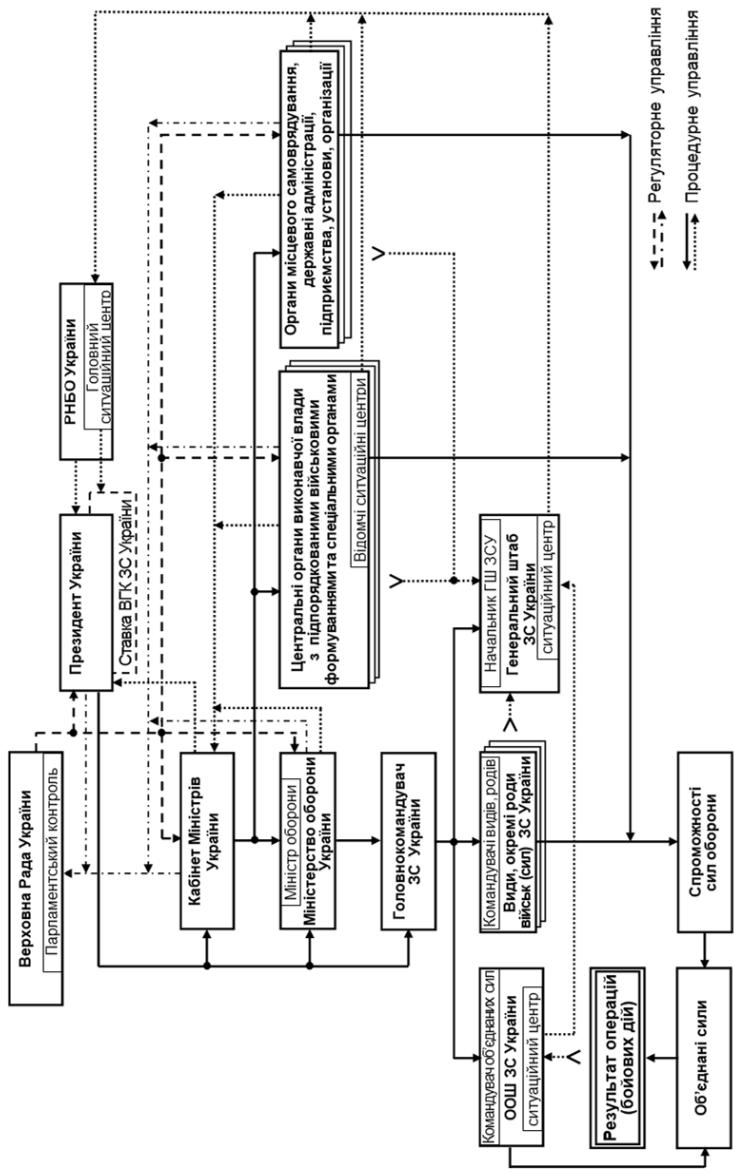 Верховна Рада України
Парламентський контроль
Президент України
Ставка ВГК ЗС України
РНБО України
Головний
ситуаційний центр
Кабінет Міністрів
України
Міністр оборони
Міністерство оборони
України
Центральні органи виконавчої влади
з підпорядкованими військовими
формуваннями та спеціальними органами
Відомчі ситуаційні центри
Органи місцевого самоврядування,
державні адміністрації,
підприємства, установи, організації
Головнокомандувач
ЗС України
Командувач об’єднаних сил
ООШ ЗС України
ситуаційний центр
Командувачі видів, родів
Види, окремі роди
військ (сил) ЗС України
Начальник ГШ ЗСУ
Генеральний штаб
ЗС України
ситуаційний центр
Результат операцій
(бойових дій)
Об’єднані сили
Спроможності
сил оборони
Регуляторне управління
Процедурне управління